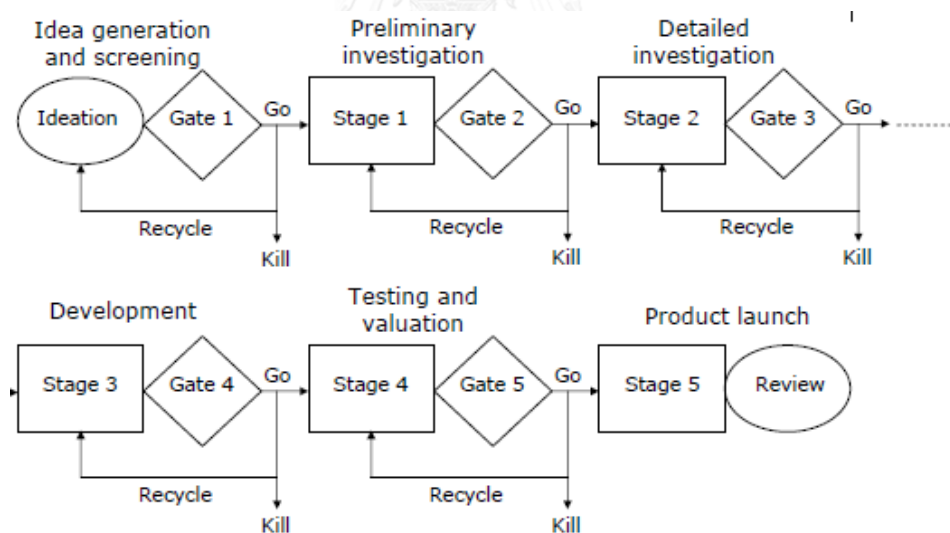 Idea generation
and screening
Preliminary
investigation
Detailed
investigation
Ideation
Gate 1
Go
Stage 1
Gate 2
Go
Stage 2
Gate 3
Go
Recycle
Kill
Recycle
Kill
Recycle
Kill
Development
Testing and
valuation
Product launch
Stage 3
Gate 4
Go
Stage 4
Gate 5
Go
Stage 5
Review
Recycle
Kill
Recycle
Kill